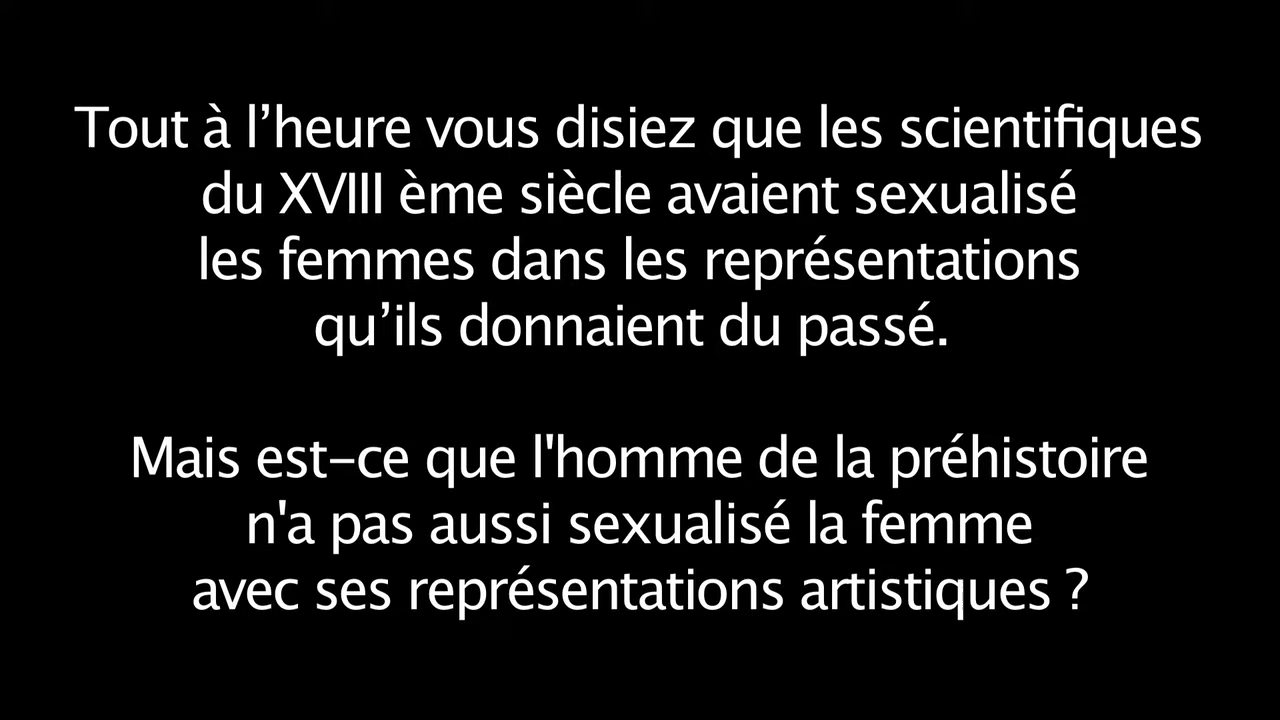 Tout à l’heure vous disiez que les scientifiques
du XVIII ème siècle avaient sexualisé
les femmes dans les représentations
qu’ils donnaient du passé.
Mais est-ce que l'homme de la préhistoire
n'a pas aussi sexualisé la femme
avec ses représentations artistiques ?